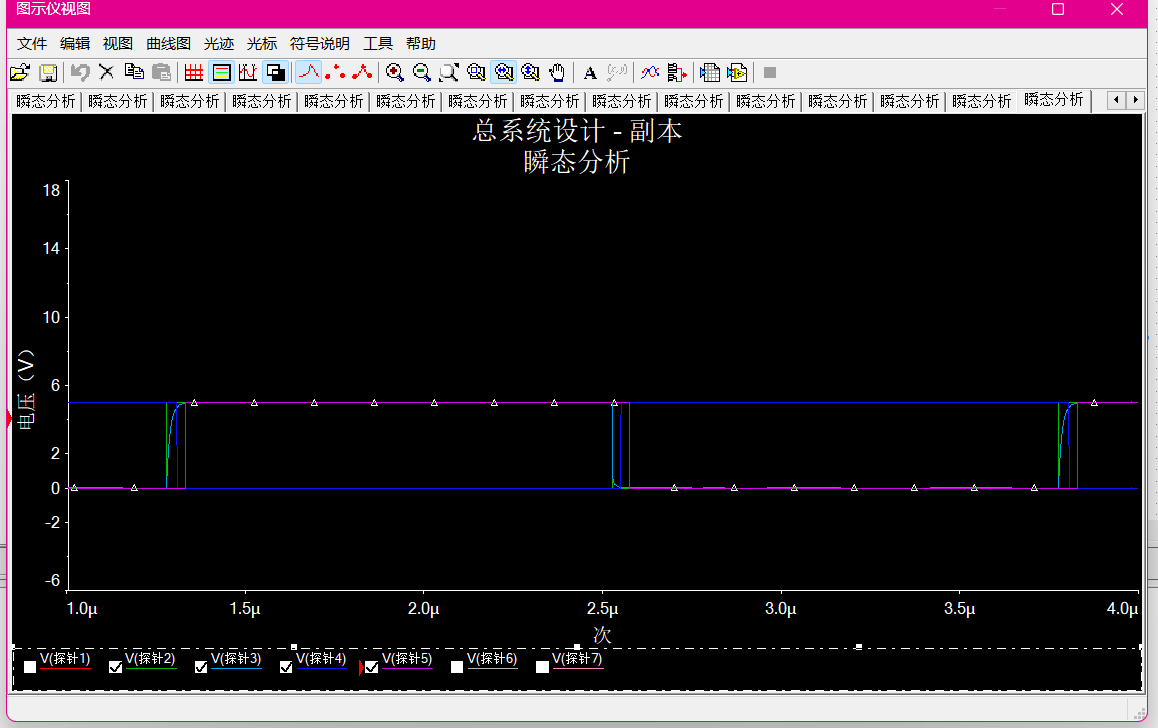 图示仪视图
文件 编辑 视图 曲线图 光迹 光标 符号说明 工具 帮助
瞬态分析 瞬态分析 瞬态分析 瞬态分析 瞬态分析 瞬态分析 瞬态分析 瞬态分析 瞬态分析 瞬态分析 瞬态分析 瞬态分析 瞬态分析 瞬态分析 瞬态分析
总系统设计 - 副本
瞬态分析
电压（V）
18
14
10
6
2
0
-2
-6
1.0μ 1.5μ 2.0μ 2.5μ 3.0μ 3.5μ 4.0μ
次
V(探针1) V(探针2) V(探针3) V(探针4) V(探针5) V(探针6) V(探针7)